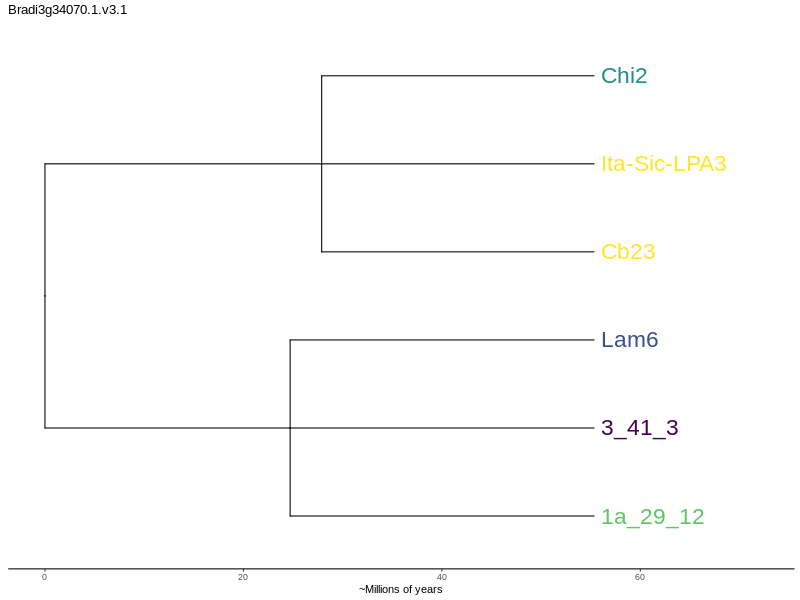 Bradi3g34070.1.v3.1
Chi2
Ita-Sic-LPA3
Cb23
Lam6
3_41_3
1a_29_12
0 20 40 60
~Millions of years